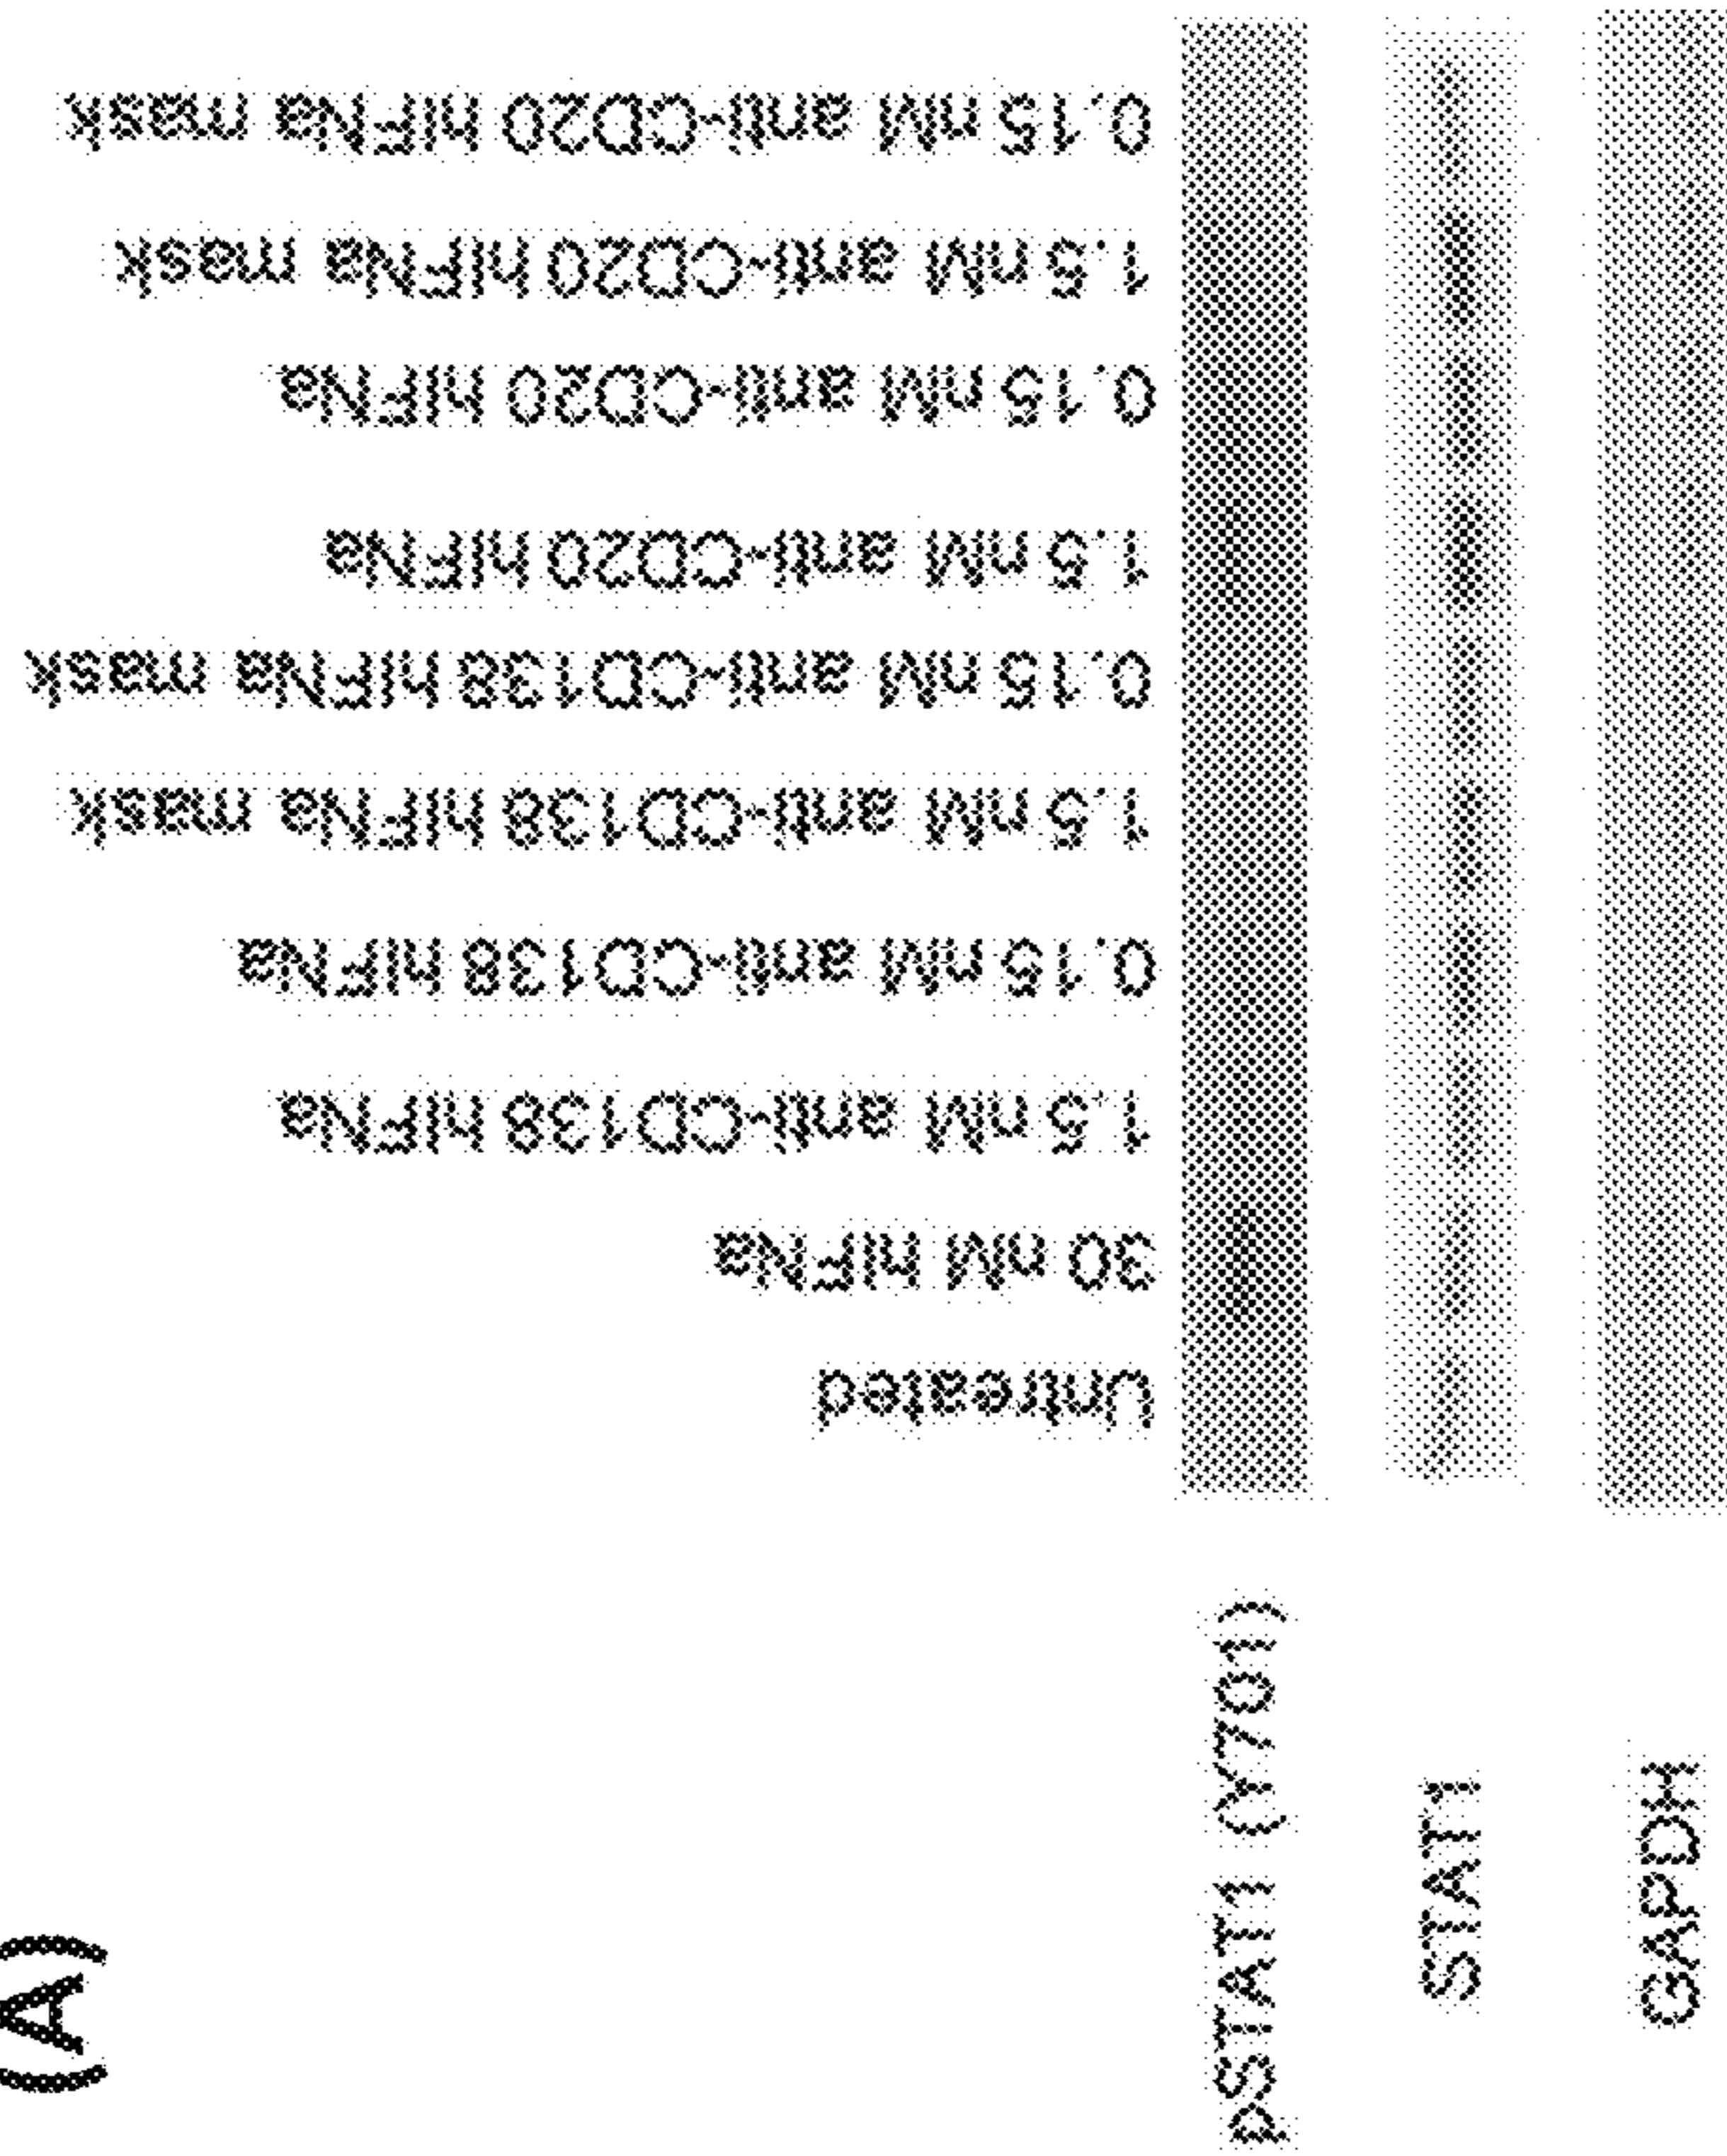 (A)
Untreated
30 nM hIFNa
1.5 nM anti-CD138 hIFNa
0.15 nM anti-CD138 hIFNa
1.5 nM anti-CD138 hIFNa mask
0.15 nM anti-CD138 hIFNa mask
1.5 nM anti-CD20 hIFNa
0.15 nM anti-CD20 hIFNa
1.5 nM anti-CD20 hIFNa mask
0.15 nM anti-CD20 hIFNa mask
pSTAT1 (Y701)
STAT1
GAPDH